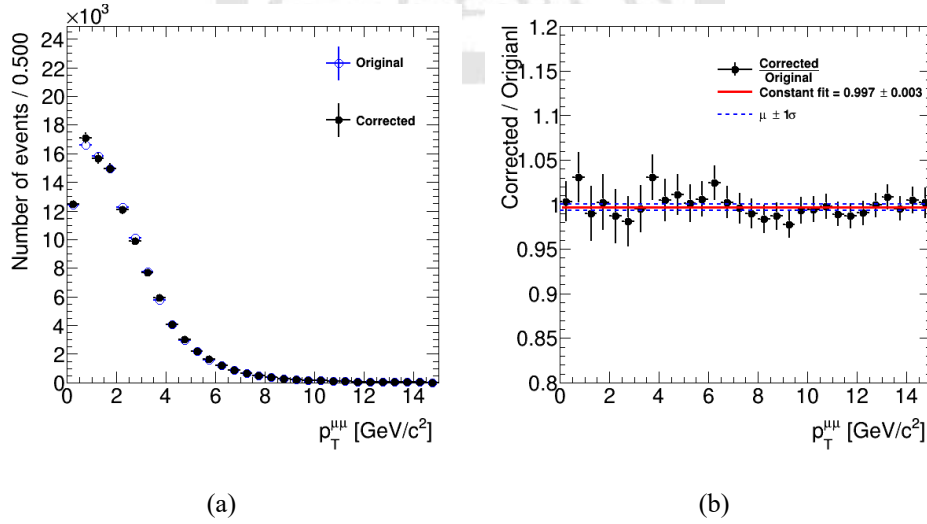 ×10³
24
22
20
18
16
14
12
10
8
6
4
2
0
Number of events / 0.500
Original
Corrected
0 2 4 6 8 10 12 14
p_T^μμ [GeV/c²]
(a)
1.2
1.15
1.1
1.05
1
0.95
0.9
0.85
0.8
Corrected / Origianl
Corrected
Original
Constant fit = 0.997 ± 0.003
μ ± 1σ
0 2 4 6 8 10 12 14
p_T^μμ [GeV/c²]
(b)